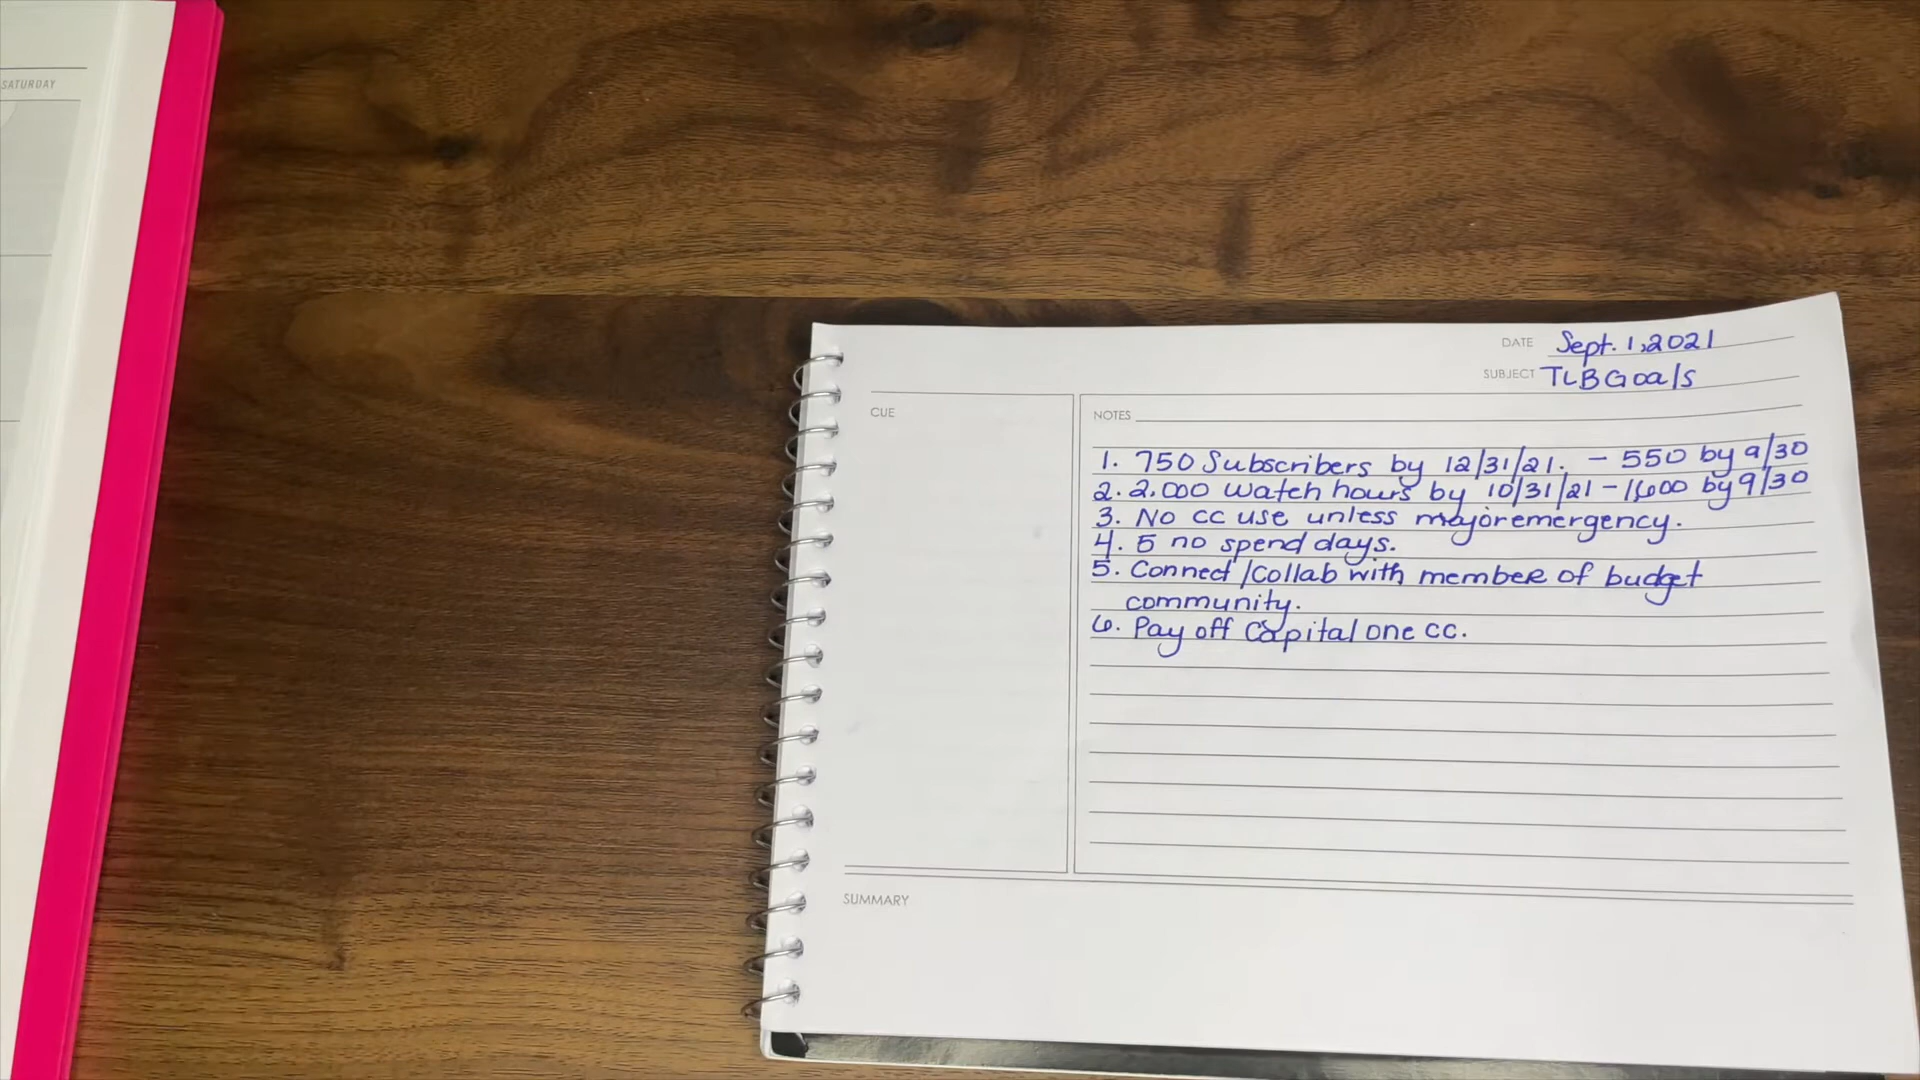 SATURDAY
DATE Sept. 1, 2021
SUBJECT TLB Goals
CUE
NOTES
1. 750 Subscribers by 12/31/21. - 550 by 9/30
2. 2,000 Watch hours by 10/31/21 - 1600 by 9/30
3. No cc use unless major emergency.
4. 5 no spend days.
5. Connect/Collab with member of budget
community.
6. Pay off Capital one cc.
SUMMARY